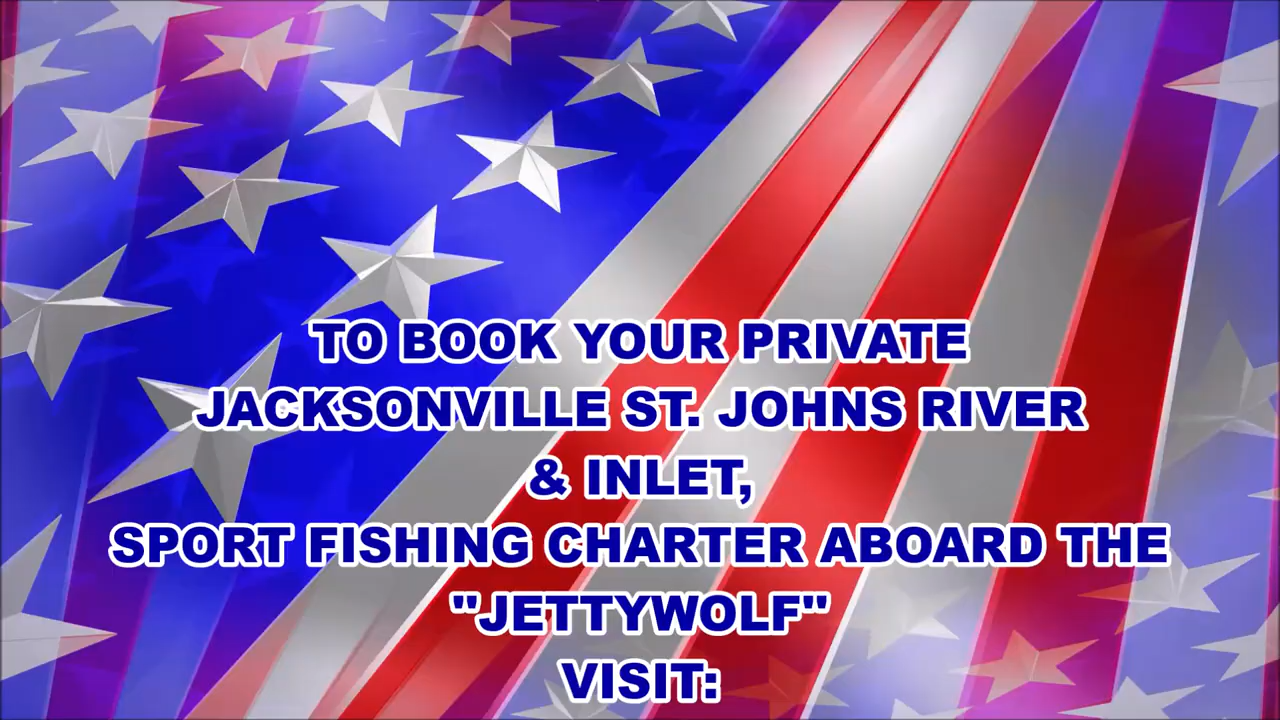 TO BOOK YOUR PRIVATE
JACKSONVILLE ST. JOHNS RIVER
& INLET,
SPORT FISHING CHARTER ABOARD THE
"JETTYWOLF"
VISIT: